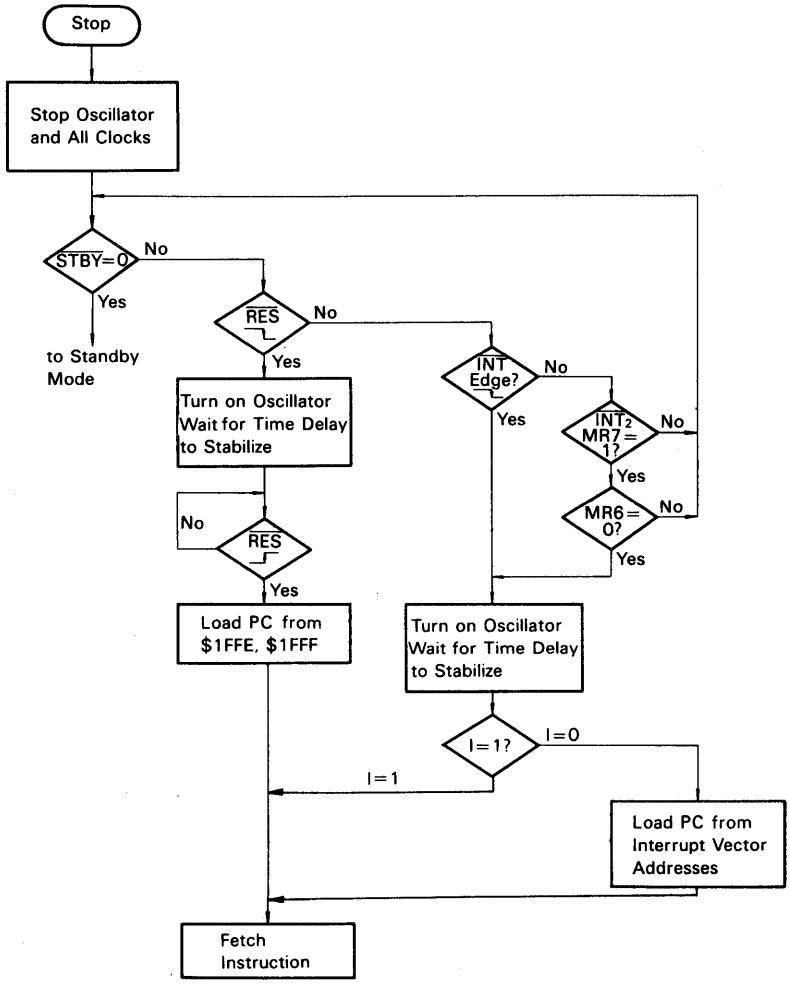 Stop
Stop Oscillator
and All Clocks
STBY=0
No
Yes
to Standby
Mode
RES
No
Yes
Turn on Oscillator
Wait for Time Delay
to Stabilize
No
RES
Yes
Load PC from
$1FFE, $1FFF
INT
Edge?
No
Yes
INT2
MR7=
1?
No
Yes
MR6=
0?
No
Yes
Turn on Oscillator
Wait for Time Delay
to Stabilize
I=1?
I=0
I=1
Load PC from
Interrupt Vector
Addresses
Fetch
Instruction